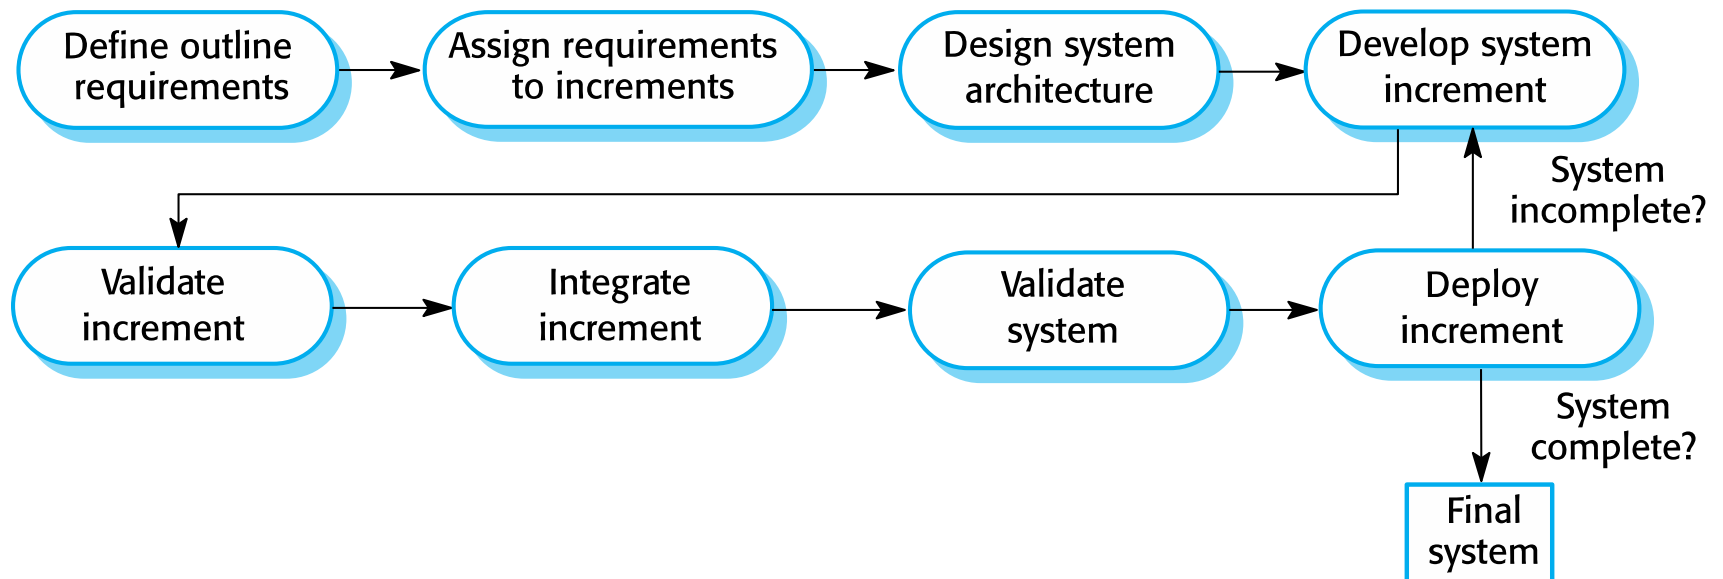 Define outline
requirements
Assign requirements
to increments
Design system
architecture
Develop system
increment
System
incomplete?
Validate
increment
Integrate
increment
Validate
system
Deploy
increment
System
complete?
Final
system